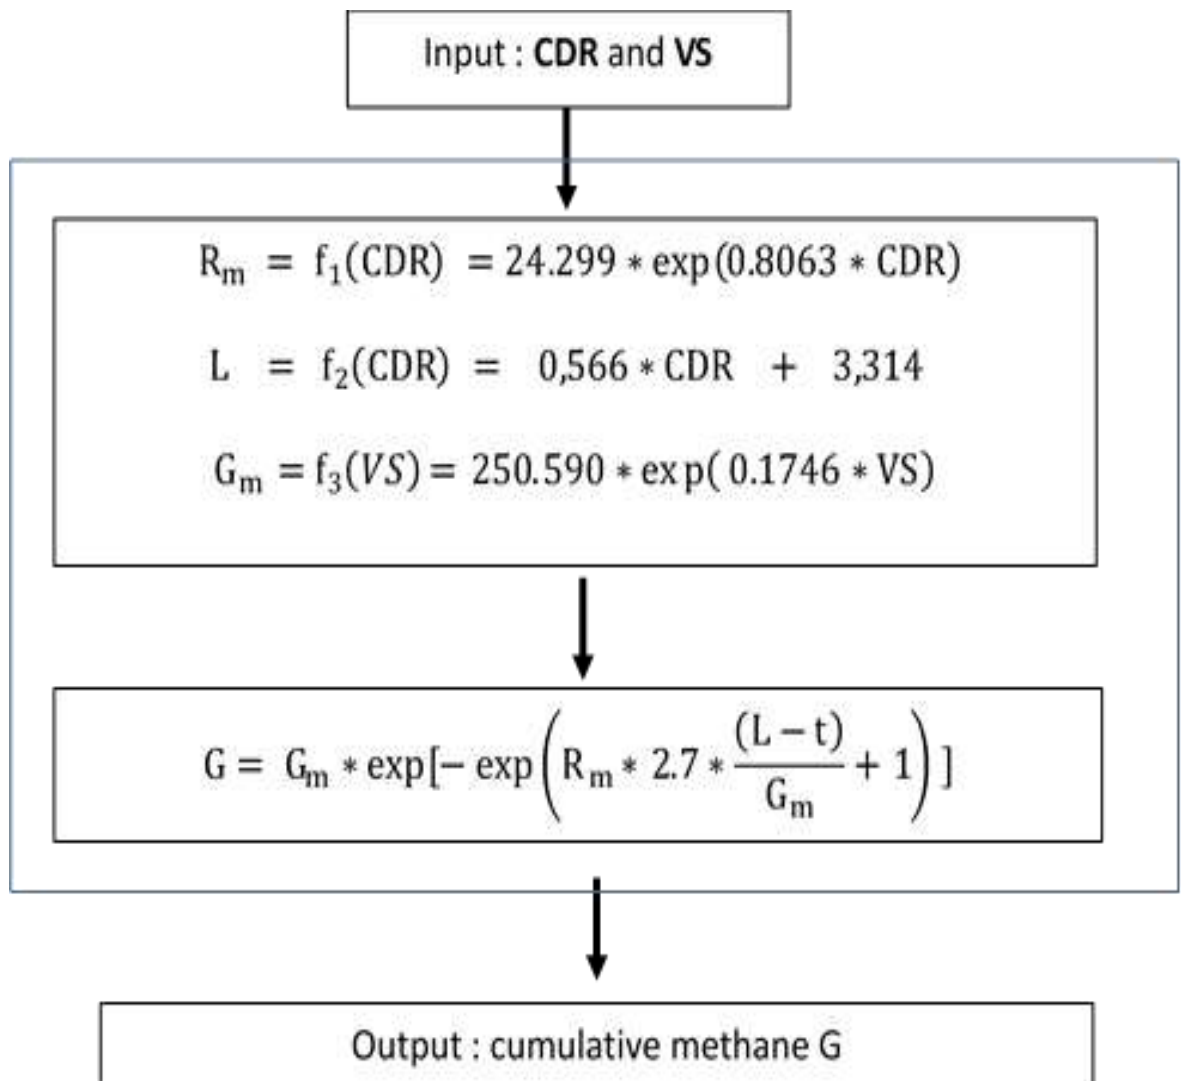 Input : CDR and VS
R_m = f_1(CDR) = 24.299 * exp(0.8063 * CDR)
L = f_2(CDR) = 0,566 * CDR + 3,314
G_m = f_3(VS) = 250.590 * exp( 0.1746 * VS)
G = G_m * exp[− exp(R_m * 2.7 * (L − t)/G_m + 1)]
Output : cumulative methane G